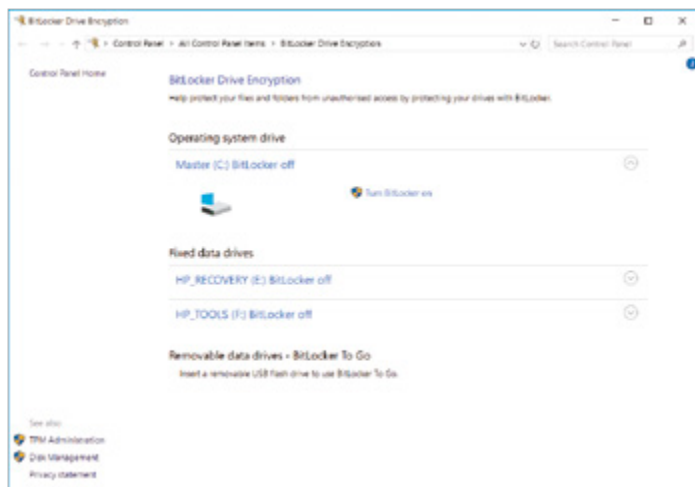 BitLocker Drive Encryption
Control Panel > All Control Panel Items > BitLocker Drive Encryption
Search Control Panel
Control Panel Home
BitLocker Drive Encryption
Help protect your files and folders from unauthorised access by protecting your drives with BitLocker.
Operating system drive
Master (C:) BitLocker off
Turn BitLocker on
Fixed data drives
HP_RECOVERY (E:) BitLocker off
HP_TOOLS (F:) BitLocker off
Removable data drives - BitLocker To Go
Insert a removable USB flash drive to use BitLocker To Go.
See also
TPM Administration
Disk Management
Privacy statement